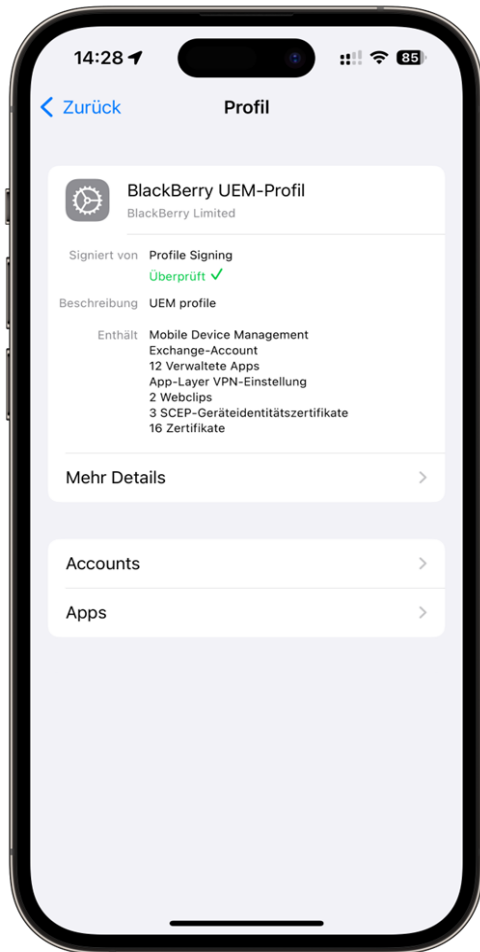 14:28
85
Zurück
Profil
BlackBerry UEM-Profil
BlackBerry Limited
Signiert von Profile Signing
Überprüft ✓
Beschreibung UEM profile
Enthält Mobile Device Management
Exchange-Account
12 Verwaltete Apps
App-Layer VPN-Einstellung
2 Webclips
3 SCEP-Geräteidentitätszertifikate
16 Zertifikate
Mehr Details
Accounts
Apps